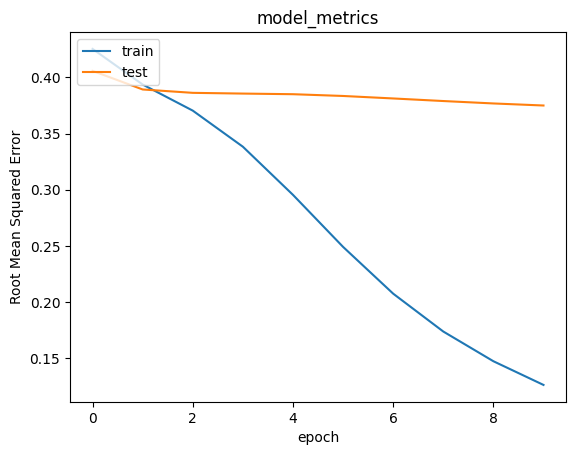 model_metrics
train
test
0.40
0.35
0.30
0.25
0.20
0.15
Root Mean Squared Error
0 2 4 6 8
epoch